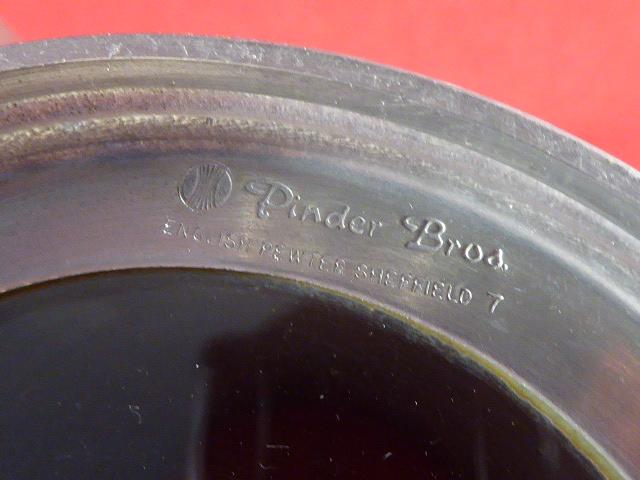 Pinder Bros.
ENGLISH PEWTER SHEFFIELD 7